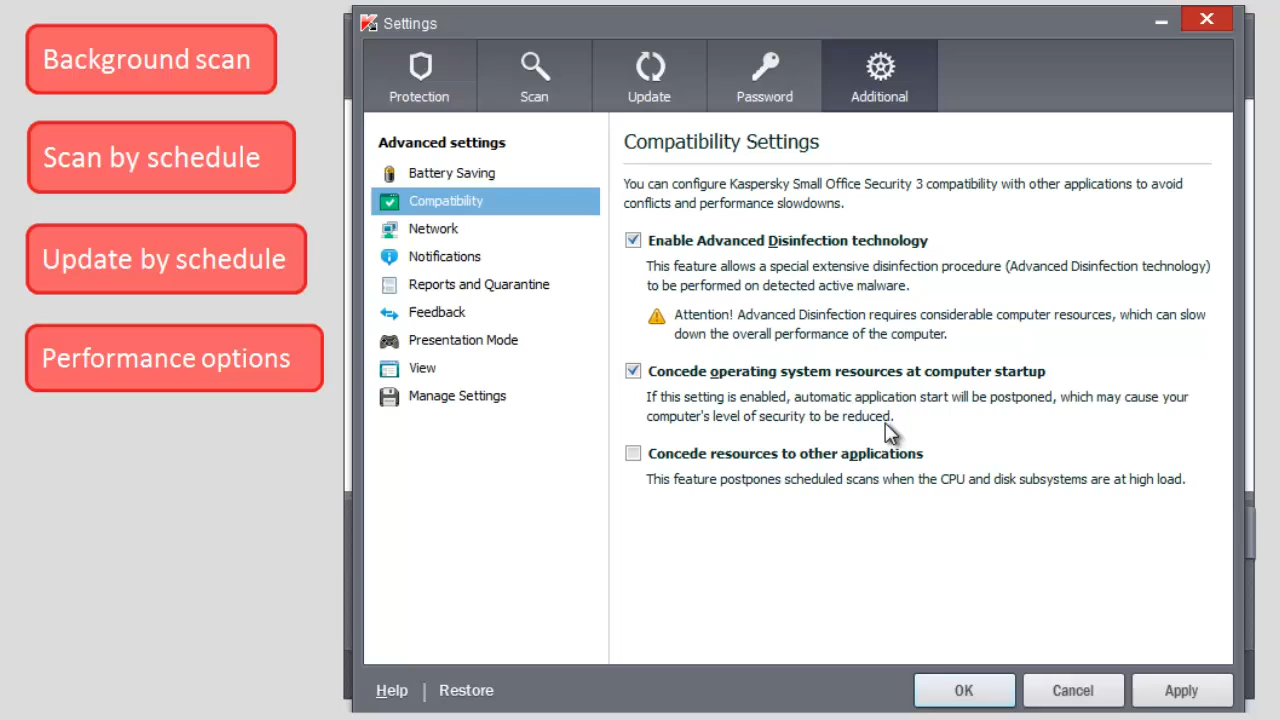 Background scan
Scan by schedule
Update by schedule
Performance options
Settings
Protection
Scan
Update
Password
Additional
Advanced settings
Battery Saving
Compatibility
Network
Notifications
Reports and Quarantine
Feedback
Presentation Mode
View
Manage Settings
Compatibility Settings
You can configure Kaspersky Small Office Security 3 compatibility with other applications to avoid
conflicts and performance slowdowns.
Enable Advanced Disinfection technology
This feature allows a special extensive disinfection procedure (Advanced Disinfection technology)
to be performed on detected active malware.
Attention! Advanced Disinfection requires considerable computer resources, which can slow
down the overall performance of the computer.
Concede operating system resources at computer startup
If this setting is enabled, automatic application start will be postponed, which may cause your
computer's level of security to be reduced.
Concede resources to other applications
This feature postpones scheduled scans when the CPU and disk subsystems are at high load.
Help | Restore
OK
Cancel
Apply